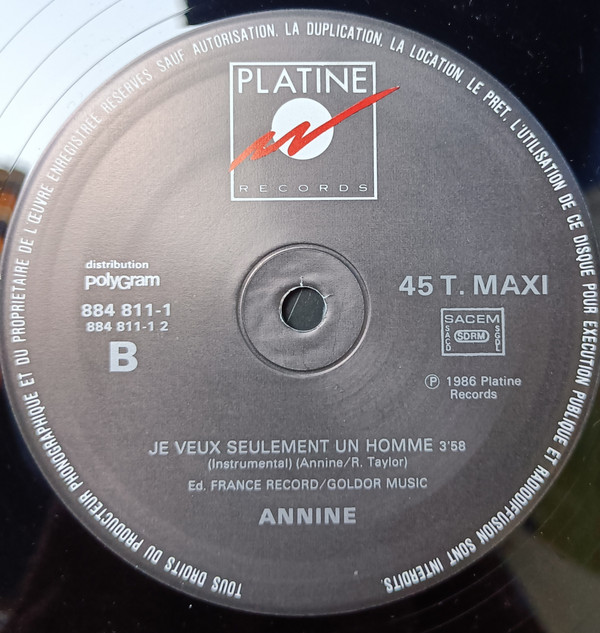 TOUS DROITS DU PRODUCTEUR PHONOGRAPHIQUE ET DU PROPRIETAIRE DE L'ŒUVRE ENREGISTREE RESERVES. SAUF AUTORISATION, LA DUPLICATION, LA LOCATION, LE PRET, L'UTILISATION DE CE DISQUE POUR EXECUTION PUBLIQUE ET RADIODIFFUSION SONT INTERDITS.
PLATINE
RECORDS
distribution
polyGram
884 811-1
884 811-1 2
B
45 T. MAXI
SACEM
SACD
SDRM
SGDL
℗ 1986 Platine
Records
JE VEUX SEULEMENT UN HOMME 3'58
(Instrumental) (Annine/R. Taylor)
Ed. FRANCE RECORD/GOLDOR MUSIC
ANNINE